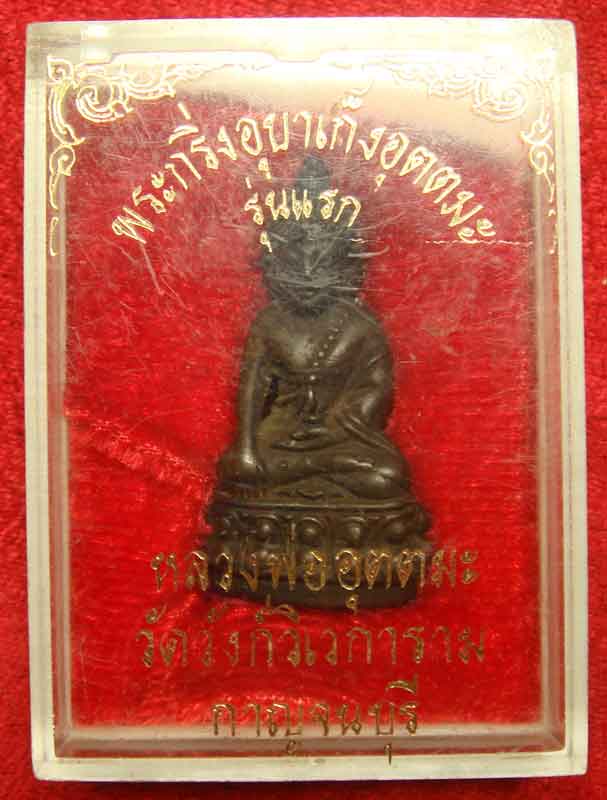 พระกริ่งอุบาเก็งอุตตมะ
รุ่นแรก
หลวงพ่ออุตตมะ
วัดวังก์วิเวการาม
กาญจนบุรี